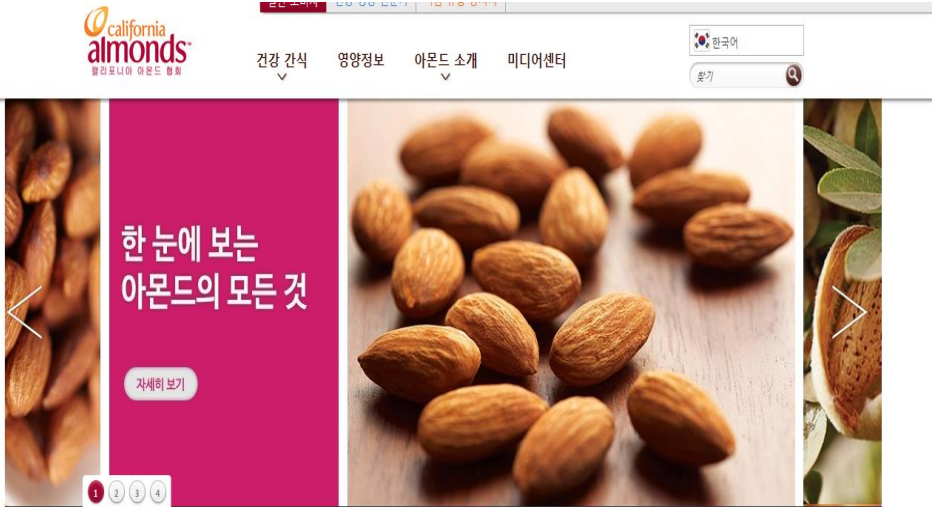 california
almonds™
캘리포니아 아몬드 협회
건강 간식
영양정보
아몬드 소개
미디어센터
한국어
찾기
한 눈에 보는
아몬드의 모든 것
자세히 보기
1 2 3 4